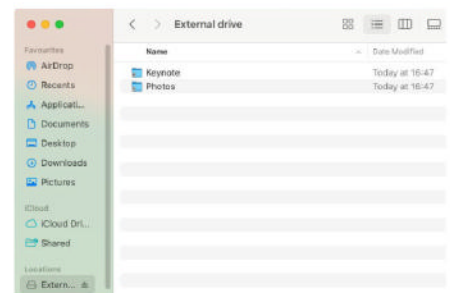 External drive
Favourites
AirDrop
Recents
Applicati...
Documents
Desktop
Downloads
Pictures
iCloud
iCloud Dri...
Shared
Locations
Extern...
Name Date Modified
Keynote Today at 16:47
Photos Today at 16:47